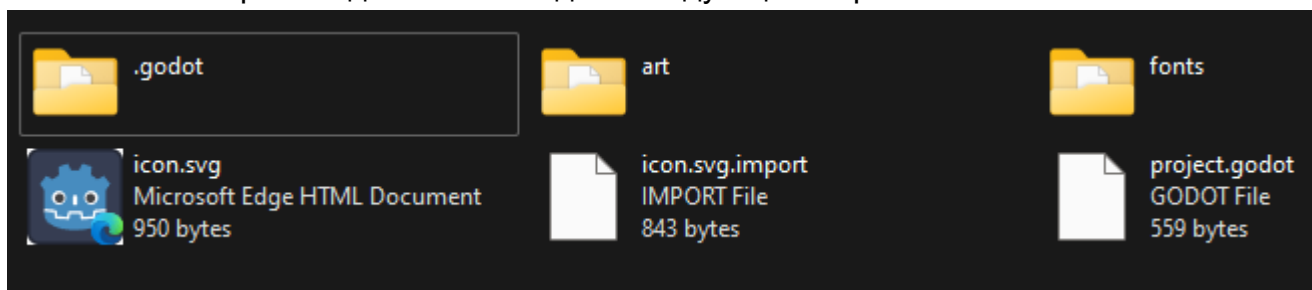 .godot
art
fonts
icon.svg
Microsoft Edge HTML Document
950 bytes
icon.svg.import
IMPORT File
843 bytes
project.godot
GODOT File
559 bytes